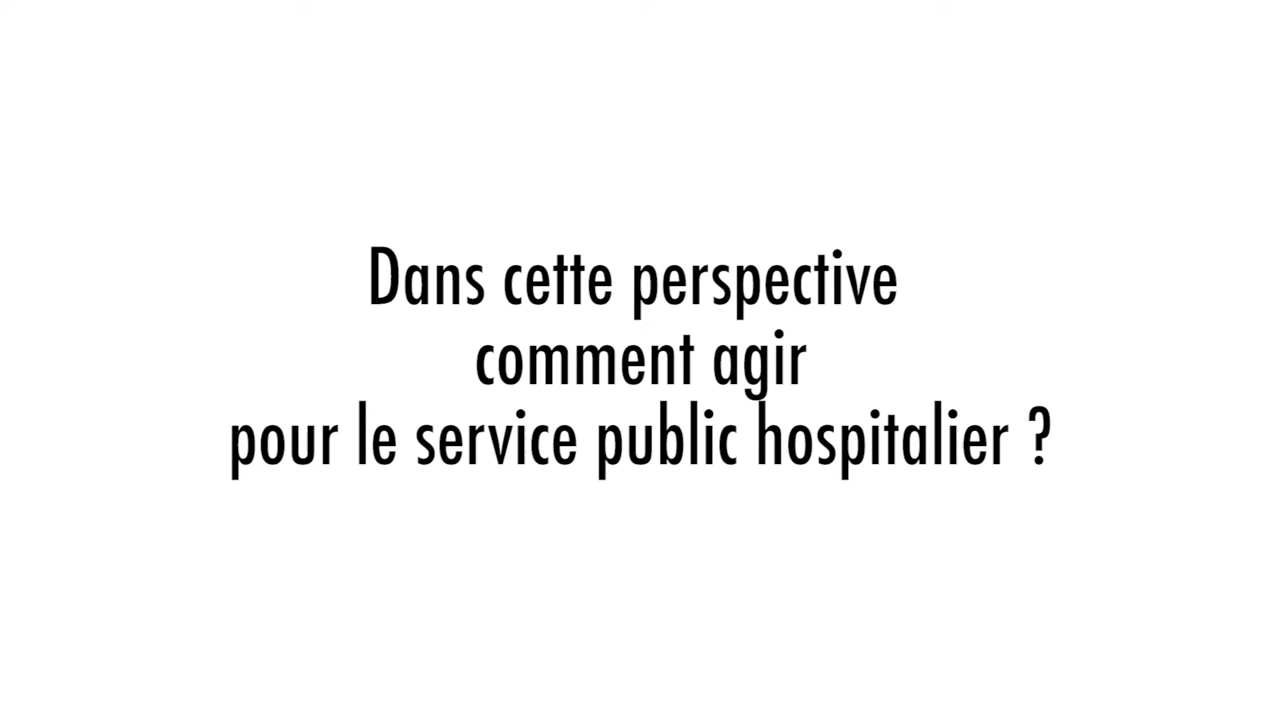 Dans cette perspective
comment agir
pour le service public hospitalier ?